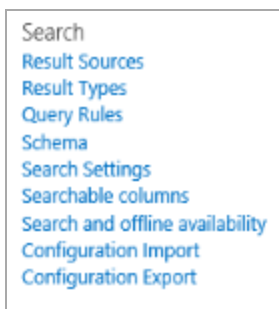 Search
Result Sources
Result Types
Query Rules
Schema
Search Settings
Searchable columns
Search and offline availability
Configuration Import
Configuration Export